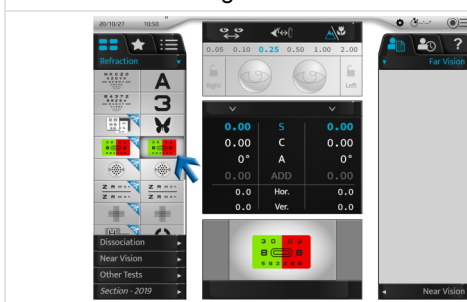 20/10/27 10:50
Refraction
A
3
Z A M
Z A M
Dissociation
Near Vision
Other Tests
Section - 2019
0.05 0.10 0.25 0.50 1.00 2.00
Right Left
0.00 S 0.00
0.00 C 0.00
0° A 0°
0.00 ADD 0.00
0.0 Hor. 0.0
0.0 Ver. 0.0
?
Far Vision
Near Vision